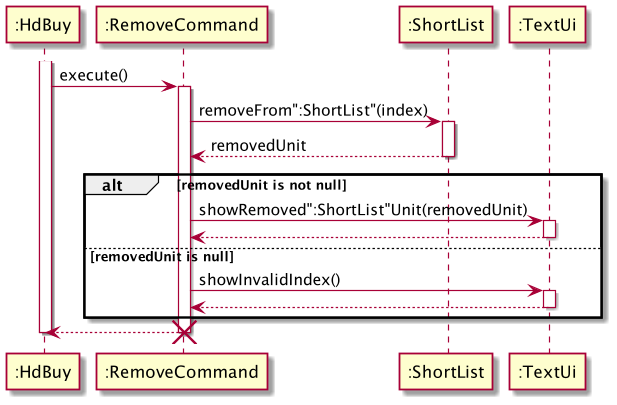 :HdBuy :RemoveCommand :ShortList :TextUi
execute()
removeFrom":ShortList"(index)
removedUnit
alt [removedUnit is not null]
showRemoved":ShortList"Unit(removedUnit)
[removedUnit is null]
showInvalidIndex()
:HdBuy :RemoveCommand :ShortList :TextUi